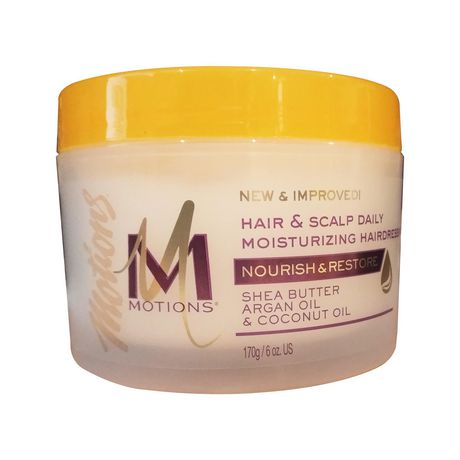 Motions
M
MOTIONS®
NEW & IMPROVED!
HAIR & SCALP DAILY
MOISTURIZING HAIRDRESS
NOURISH & RESTORE
SHEA BUTTER
ARGAN OIL
& COCONUT OIL
170g / 6 oz. US